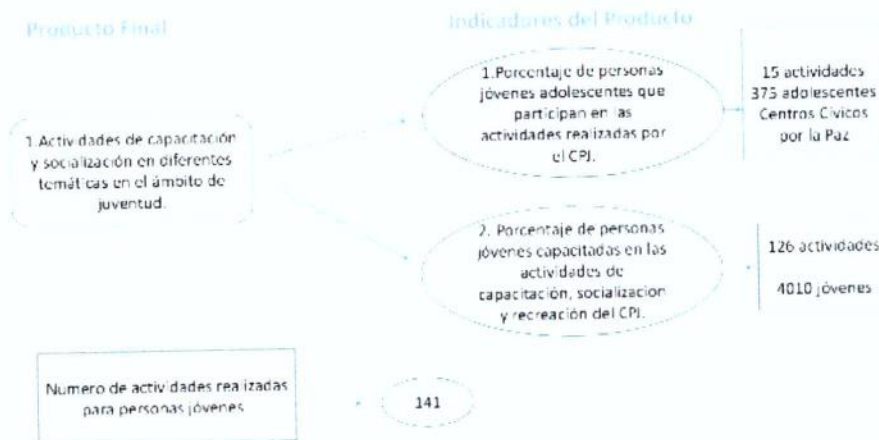 Producto Final
Indicadores del Producto
1.Actividades de capacitación
y socialización en diferentes
temáticas en el ámbito de
juventud.
1.Porcentaje de personas
jóvenes adolescentes que
participan en las
actividades realizadas por
el CPJ.
15 actividades
375 adolescentes
Centros Cívicos
por la Paz
2. Porcentaje de personas
jóvenes capacitadas en las
actividades de
capacitación, socializacion
y recreación del CPJ.
126 actividades
4010 jóvenes
Numero de actividades realizadas
para personas jóvenes
141